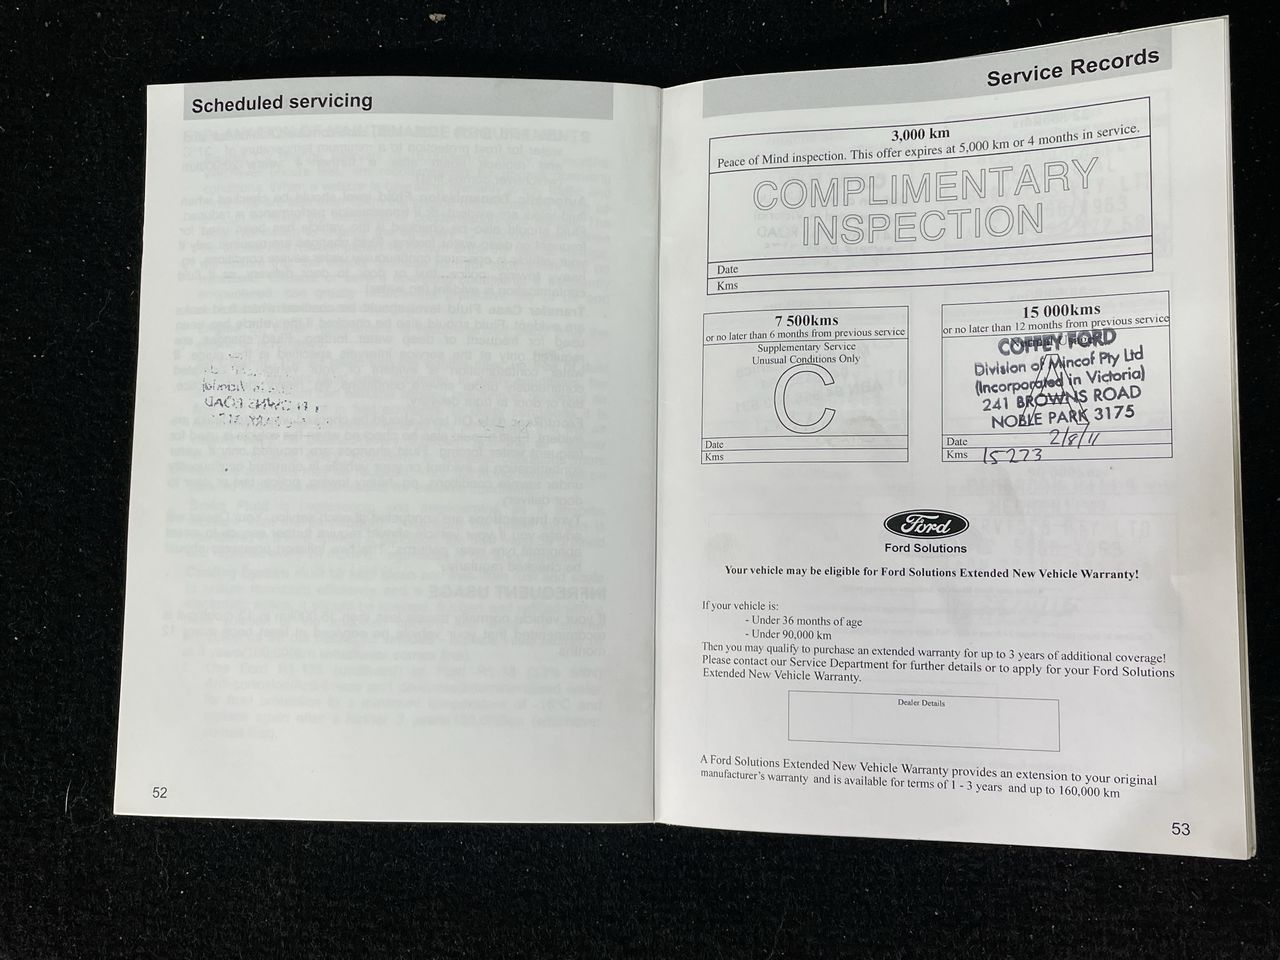 Scheduled servicing
52
Service Records
3,000 km
Peace of Mind inspection. This offer expires at 5,000 km or 4 months in service.
COMPLIMENTARY
INSPECTION
Date
Kms
7 500kms
or no later than 6 months from previous service
Supplementary Service
Unusual Conditions Only
C
Date
Kms
15 000kms
or no later than 12 months from previous service
COFFEY FORD
Division of Mincof Pty Ltd
(Incorporated in Victoria)
241 BROWNS ROAD
NOBLE PARK 3175
A
Date 2/8/11
Kms 15273
Ford
Ford Solutions
Your vehicle may be eligible for Ford Solutions Extended New Vehicle Warranty!
If your vehicle is:
- Under 36 months of age
- Under 90,000 km
Then you may qualify to purchase an extended warranty for up to 3 years of additional coverage!
Please contact our Service Department for further details or to apply for your Ford Solutions
Extended New Vehicle Warranty.
Dealer Details
A Ford Solutions Extended New Vehicle Warranty provides an extension to your original
manufacturer's warranty and is available for terms of 1 - 3 years and up to 160,000 km
53